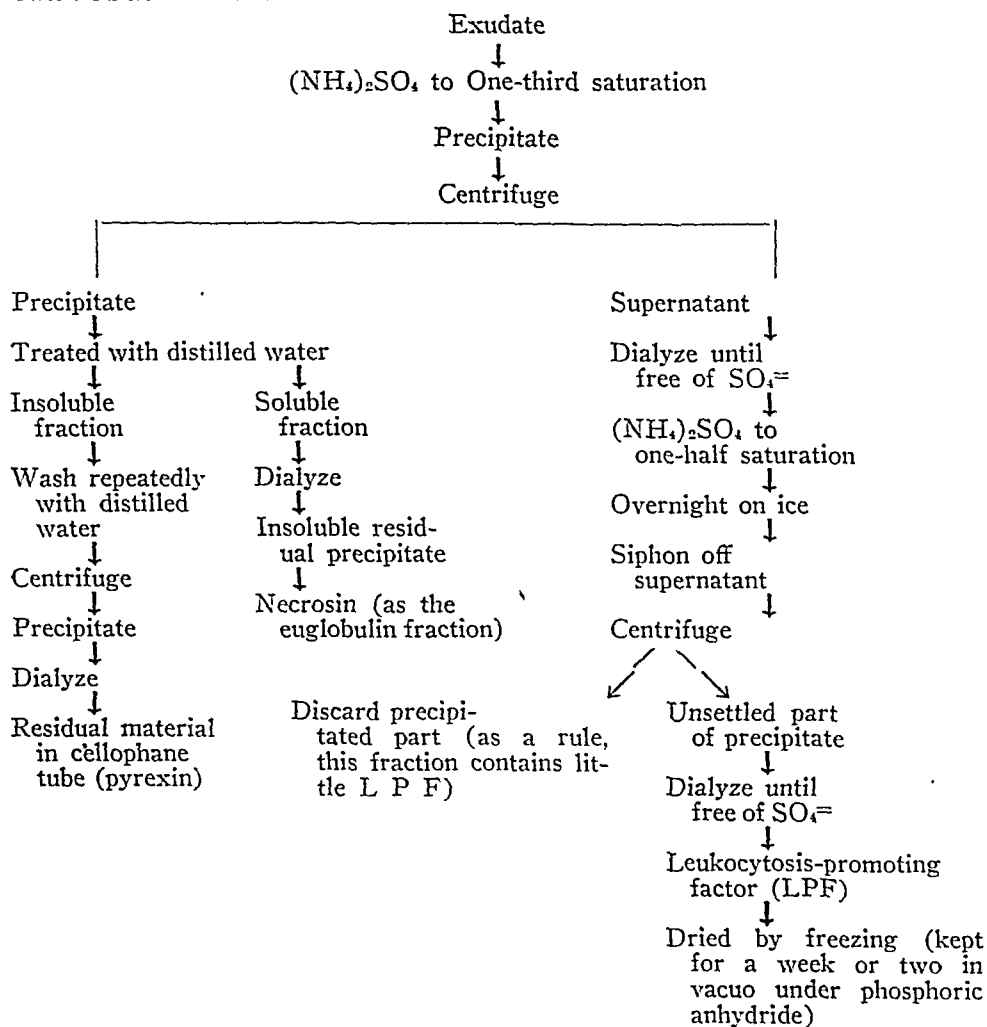 Exudate
(NH₄)₂SO₄ to One-third saturation
Precipitate
Centrifuge
Precipitate
Treated with distilled water
Insoluble
fraction
Wash repeatedly
with distilled
water
Centrifuge
Precipitate
Dialyze
Residual material
in cellophane
tube (pyrexin)
Soluble
fraction
Dialyze
Insoluble resid-
ual precipitate
Necrosin (as the
euglobulin fraction)
Supernatant
Dialyze until
free of SO₄=
(NH₄)₂SO₄ to
one-half saturation
Overnight on ice
Siphon off
supernatant
Centrifuge
Discard precipi-
tated part (as a rule,
this fraction contains lit-
tle L P F)
Unsettled part
of precipitate
Dialyze until
free of SO₄=
Leukocytosis-promoting
factor (LPF)
Dried by freezing (kept
for a week or two in
vacuo under phosphoric
anhydride)